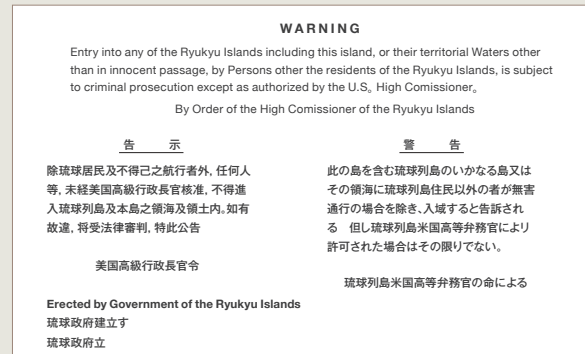 WARNING
Entry into any of the Ryukyu Islands including this island, or their territorial Waters other
than in innocent passage, by Persons other the residents of the Ryukyu Islands, is subject
to criminal prosecution except as authorized by the U.S。High Comissioner。
By Order of the High Comissioner of the Ryukyu Islands
告 示
除琉球居民及不得己之航行者外, 任何人
等, 未経美国高級行政長官核准, 不得進
入琉球列島及本島之領海及領土内。如有
故違, 将受法律審判, 特此公告
美国高級行政長官令
警 告
此の島を含む琉球列島のいかなる島又は
その領海に琉球列島住民以外の者が無害
通行の場合を除き、入域すると告訴され
る 但し琉球列島米国高等弁務官により
許可された場合はその限りでない。
琉球列島米国高等弁務官の命による
Erected by Government of the Ryukyu Islands
琉球政府建立す
琉球政府立